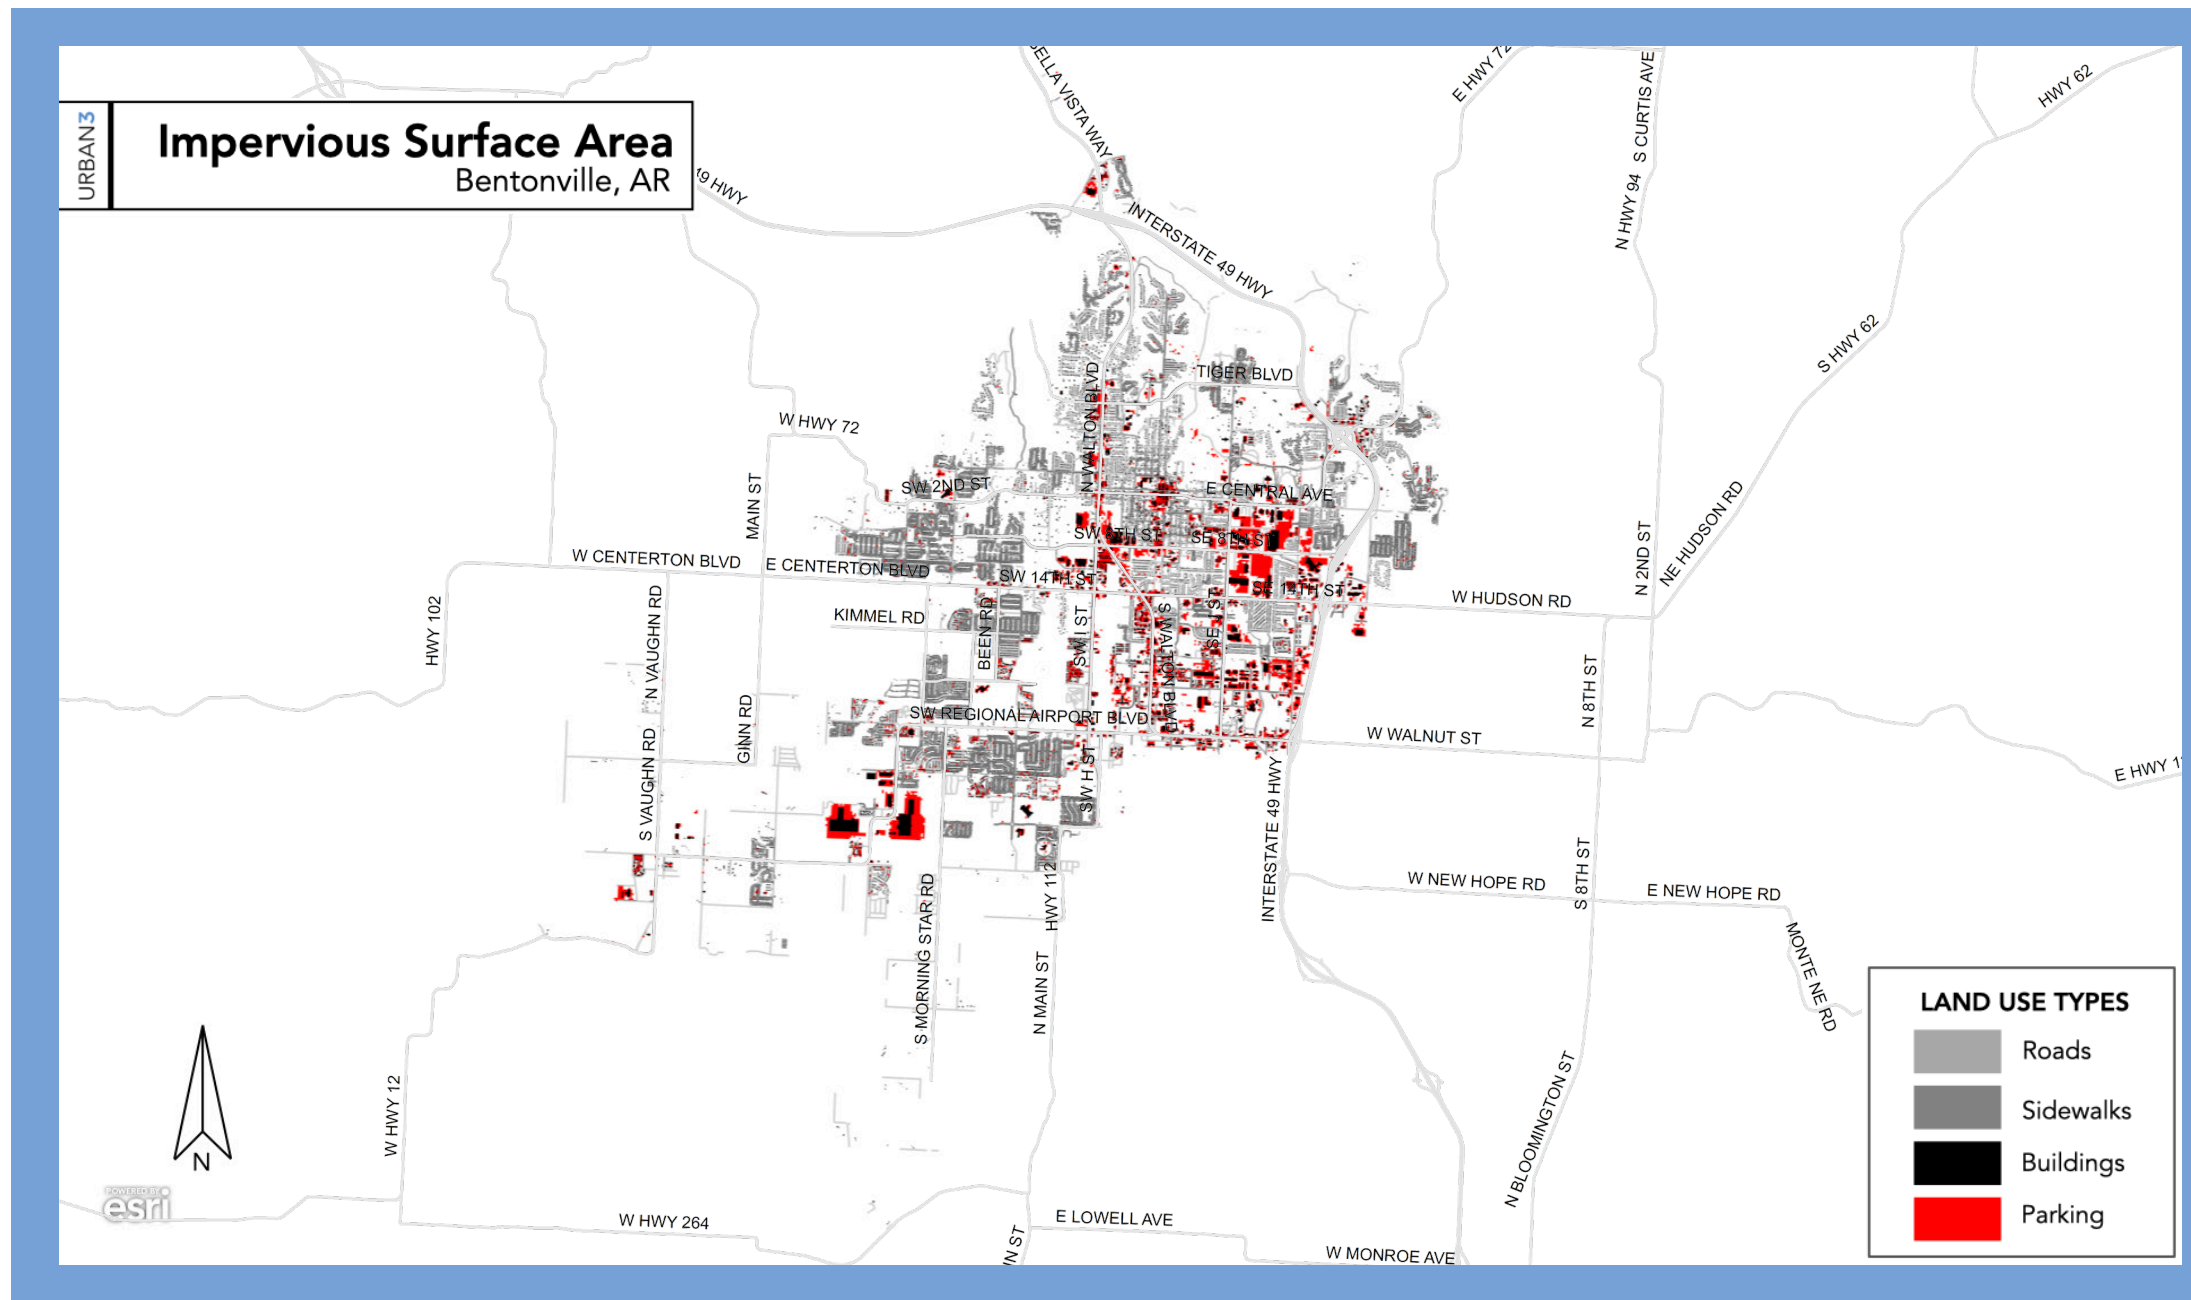 URBAN3
Impervious Surface Area
Bentonville, AR
BELLA VISTA WAY
E HWY 72
S CURTIS AVE
HWY 62
49 HWY
N HWY 94
INTERSTATE 49 HWY
S HWY 62
TIGER BLVD
N WALTON BLVD
W HWY 72
SW 2ND ST
E CENTRAL AVE
MAIN ST
NE HUDSON RD
N 2ND ST
SW 8TH ST
SE 8TH ST
W CENTERTON BLVD
E CENTERTON BLVD
SW 14TH ST
SE 14TH ST
W HUDSON RD
HWY 102
N VAUGHN RD
KIMMEL RD
BEEN RD
SW I ST
S WALTON BLVD
SE J ST
N 8TH ST
GINN RD
SW REGIONAL AIRPORT BLVD
W WALNUT ST
S VAUGHN RD
SW H ST
INTERSTATE 49 HWY
E HWY 1
S 8TH ST
HWY 112
W NEW HOPE RD
E NEW HOPE RD
S MORNING STAR RD
N MAIN ST
MONTE NE RD
W HWY 12
N BLOOMINGTON ST
W HWY 264
E LOWELL AVE
IN ST
W MONROE AVE
N
POWERED BY
esri
LAND USE TYPES
Roads
Sidewalks
Buildings
Parking